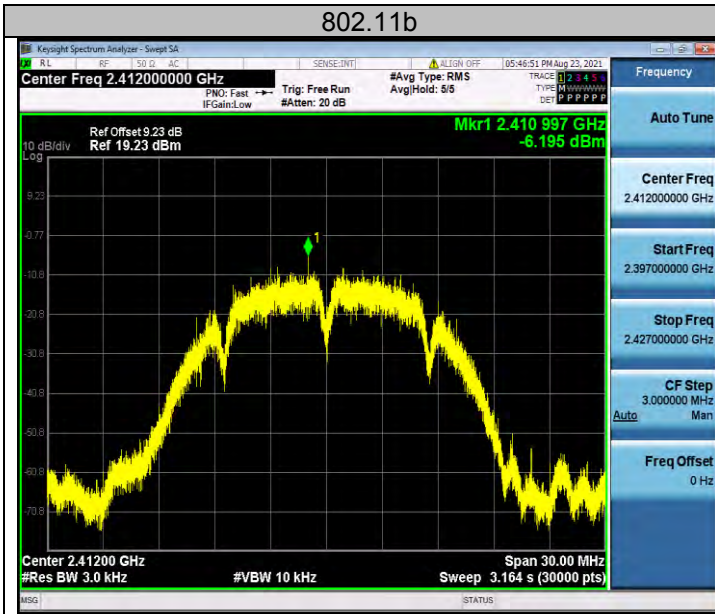 802.11b
Keysight Spectrum Analyzer - Swept SA
RL RF 50 Ω AC SENSE:INT ALIGN OFF 05:46:51 PM Aug 23, 2021
Center Freq 2.412000000 GHz
PNO: Fast
IFGain:Low
Trig: Free Run
#Atten: 20 dB
#Avg Type: RMS
Avg|Hold: 5/5
TRACE 1 2 3 4 5 6
TYPE M WWWWW
DET P P P P P P
Frequency
Ref Offset 9.23 dB
10 dB/div Ref 19.23 dBm
Log
Mkr1 2.410 997 GHz
-6.195 dBm
9.23
-0.77
-10.8
-20.8
-30.8
-40.8
-50.8
-60.8
-70.8
1
Center 2.41200 GHz Span 30.00 MHz
#Res BW 3.0 kHz #VBW 10 kHz Sweep 3.164 s (30000 pts)
Auto Tune
Center Freq
2.412000000 GHz
Start Freq
2.397000000 GHz
Stop Freq
2.427000000 GHz
CF Step
3.000000 MHz
Auto Man
Freq Offset
0 Hz
MSG STATUS